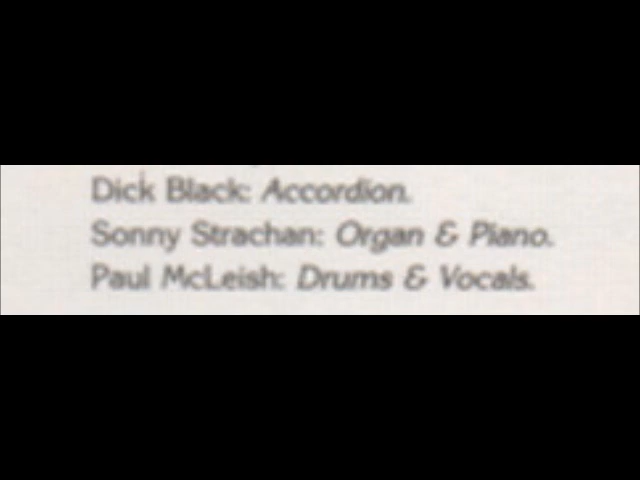 Dick Black: Accordion.
Sonny Strachan: Organ & Piano.
Paul McLeish: Drums & Vocals.